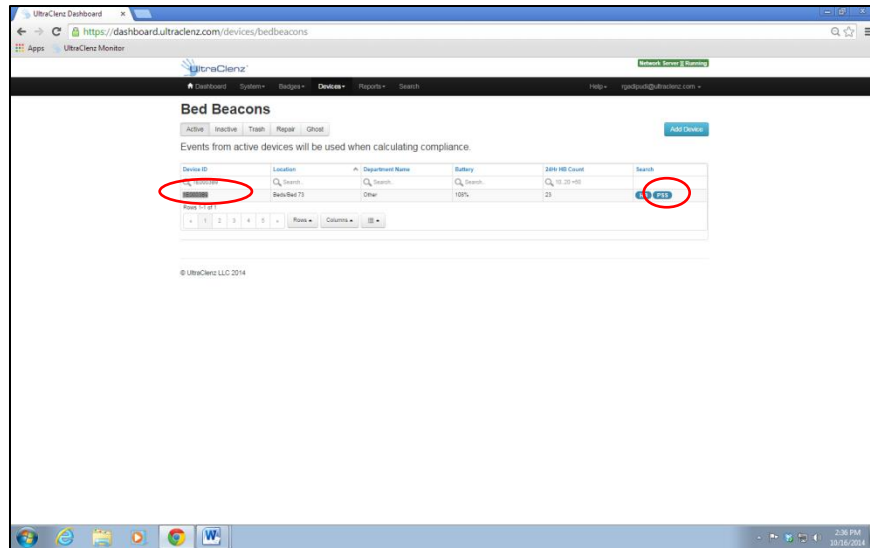 UltraClenz Dashboard
https://dashboard.ultraclenz.com/devices/bedbeacons
Apps UltraClenz Monitor
UltraClenz
Network Server || Running
Dashboard System Badges Devices Reports Search Help rgadipudi@ultraclenz.com
Bed Beacons
Active Inactive Trash Repair Ghost Add Device
Events from active devices will be used when calculating compliance.
Device ID Location Department Name Battery 24Hr HB Count Search
Search.. Search.. Search..
Beds/Bed 73 Other 25 PSS
Rows 1-1 of 1
« 1 2 3 4 5 » Rows Columns
© UltraClenz LLC 2014
2:36 PM
10/16/2014